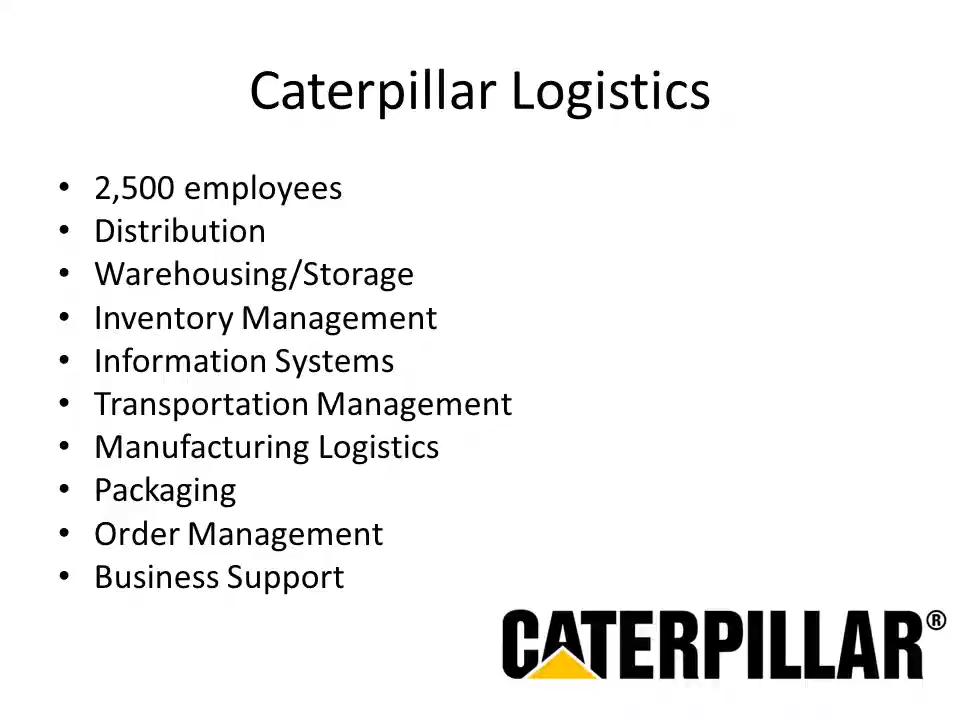 Caterpillar Logistics
• 2,500 employees
• Distribution
• Warehousing/Storage
• Inventory Management
• Information Systems
• Transportation Management
• Manufacturing Logistics
• Packaging
• Order Management
• Business Support
CATERPILLAR®